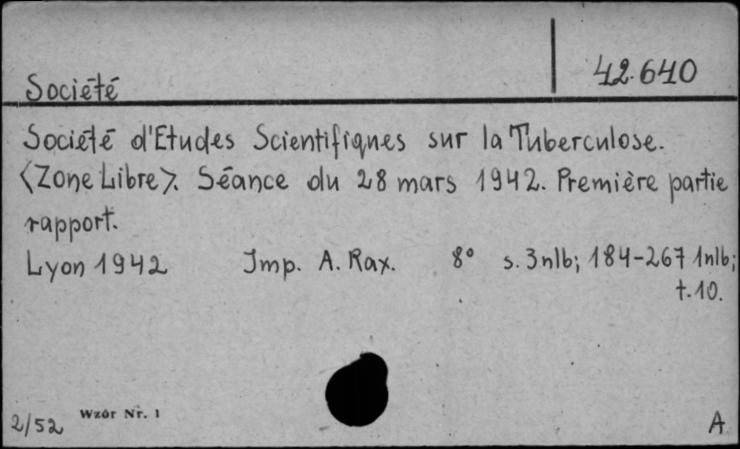 Société
42.640
Société d'Etudes Scientifiques sur la Tuberculose.
<Zone Libre>. Séance du 28 mars 1942. Première partie
rapport.
Lyon 1942 Imp. A. Rax. 8° s. 3nlb; 184-267 1nlb;
t.10.
2/52 Wzór Nr. 1
A